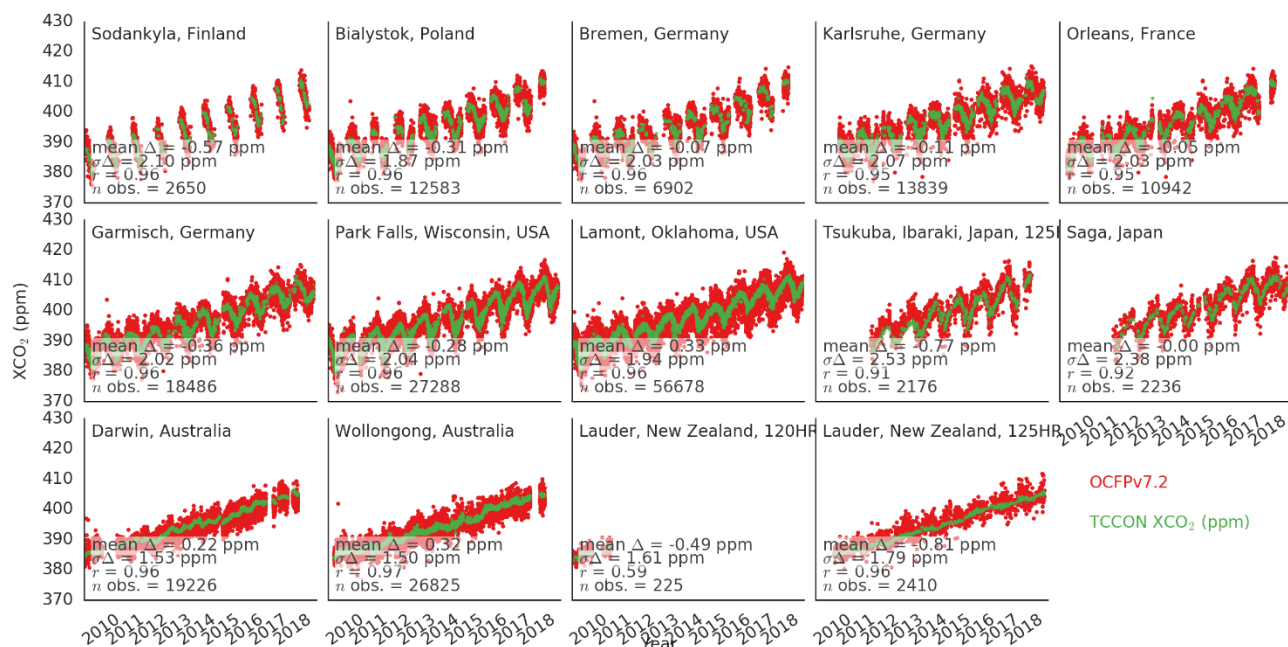 430
420
410
400
390
380
370
Sodankyla, Finland
mean Δ = -0.57 ppm
σΔ = 2.10 ppm
r = 0.96
n obs. = 2650
Bialystok, Poland
mean Δ = -0.31 ppm
σΔ = 1.87 ppm
r = 0.96
n obs. = 12583
Bremen, Germany
mean Δ = -0.07 ppm
σΔ = 2.03 ppm
r = 0.96
n obs. = 6902
Karlsruhe, Germany
mean Δ = -0.11 ppm
σΔ = 2.07 ppm
r = 0.95
n obs. = 13839
Orleans, France
mean Δ = -0.05 ppm
σΔ = 2.03 ppm
r = 0.95
n obs. = 10942
XCO₂ (ppm)
430
420
410
400
390
380
370
Garmisch, Germany
mean Δ = -0.36 ppm
σΔ = 2.02 ppm
r = 0.96
n obs. = 18486
Park Falls, Wisconsin, USA
mean Δ = -0.28 ppm
σΔ = 2.04 ppm
r = 0.96
n obs. = 27288
Lamont, Oklahoma, USA
mean Δ = 0.33 ppm
σΔ = 1.94 ppm
r = 0.96
n obs. = 56678
Tsukuba, Ibaraki, Japan, 125H
mean Δ = -0.77 ppm
σΔ = 2.53 ppm
r = 0.91
n obs. = 2176
Saga, Japan
mean Δ = -0.00 ppm
σΔ = 2.38 ppm
r = 0.92
n obs. = 2236
2010 2011 2012 2013 2014 2015 2016 2017 2018
430
420
410
400
390
380
370
Darwin, Australia
mean Δ = 0.22 ppm
σΔ = 1.53 ppm
r = 0.96
n obs. = 19226
2010 2011 2012 2013 2014 2015 2016 2017 2018
Wollongong, Australia
mean Δ = 0.32 ppm
σΔ = 1.50 ppm
r = 0.97
n obs. = 26825
2010 2011 2012 2013 2014 2015 2016 2017 2018
Lauder, New Zealand, 120HR
mean Δ = -0.49 ppm
σΔ = 1.61 ppm
r = 0.59
n obs. = 225
2010 2011 2012 2013 2014 2015 2016 2017 2018
Lauder, New Zealand, 125HR
mean Δ = -0.81 ppm
σΔ = 1.79 ppm
r = 0.96
n obs. = 2410
2010 2011 2012 2013 2014 2015 2016 2017 2018
OCFPv7.2
TCCON XCO₂ (ppm)
Year